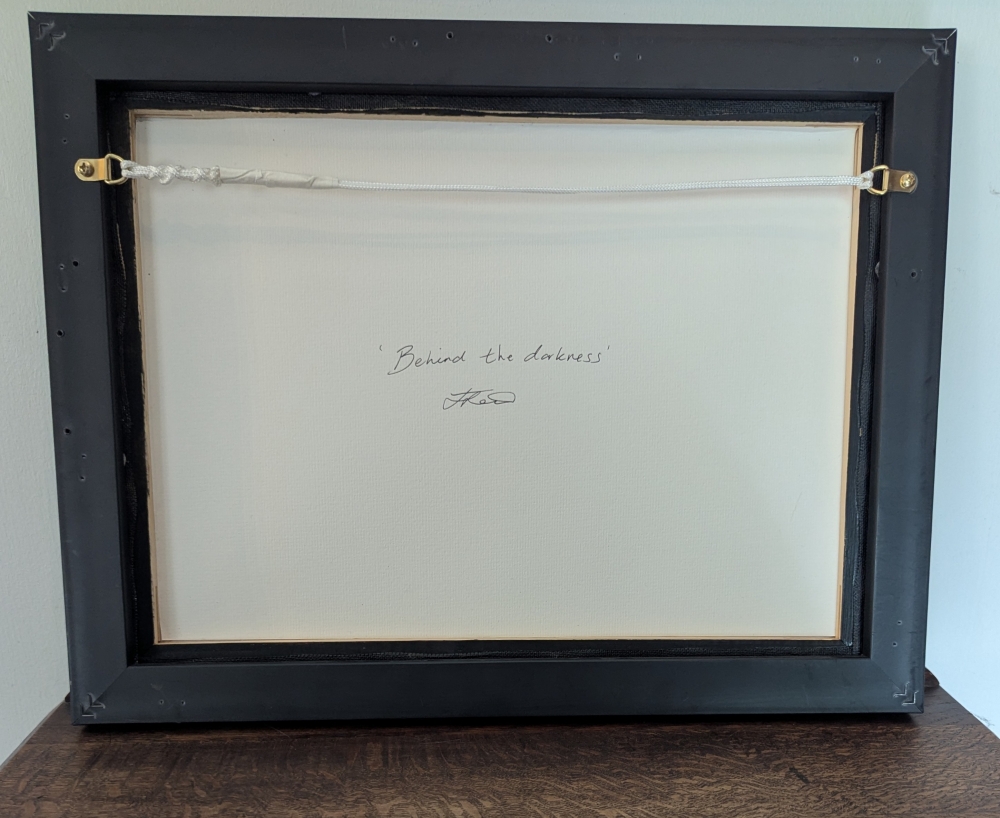 'Behind the darkness'